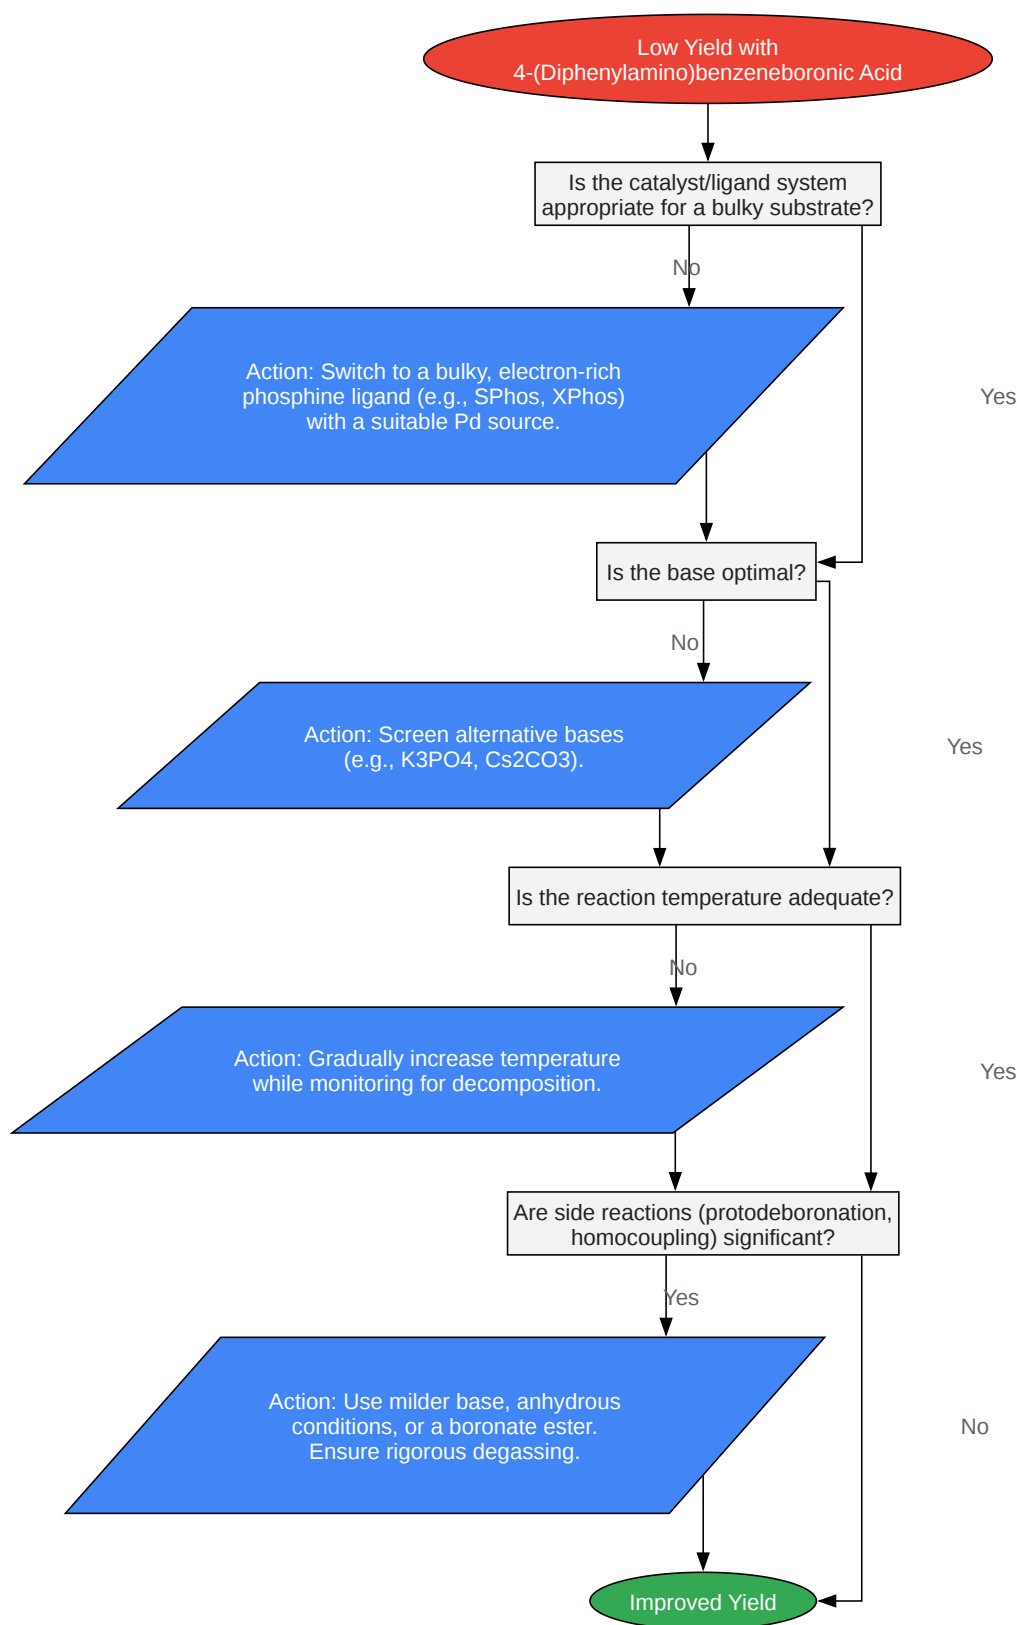 Low Yield with
4-(Diphenylamino)benzeneboronic Acid
Is the catalyst/ligand system
appropriate for a bulky substrate?
No
Action: Switch to a bulky, electron-rich
phosphine ligand (e.g., SPhos, XPhos)
with a suitable Pd source.
Yes
Is the base optimal?
No
Action: Screen alternative bases
(e.g., K3PO4, Cs2CO3).
Yes
Is the reaction temperature adequate?
No
Action: Gradually increase temperature
while monitoring for decomposition.
Yes
Are side reactions (protodeboronation,
homocoupling) significant?
Yes
Action: Use milder base, anhydrous
conditions, or a boronate ester.
Ensure rigorous degassing.
No
Improved Yield